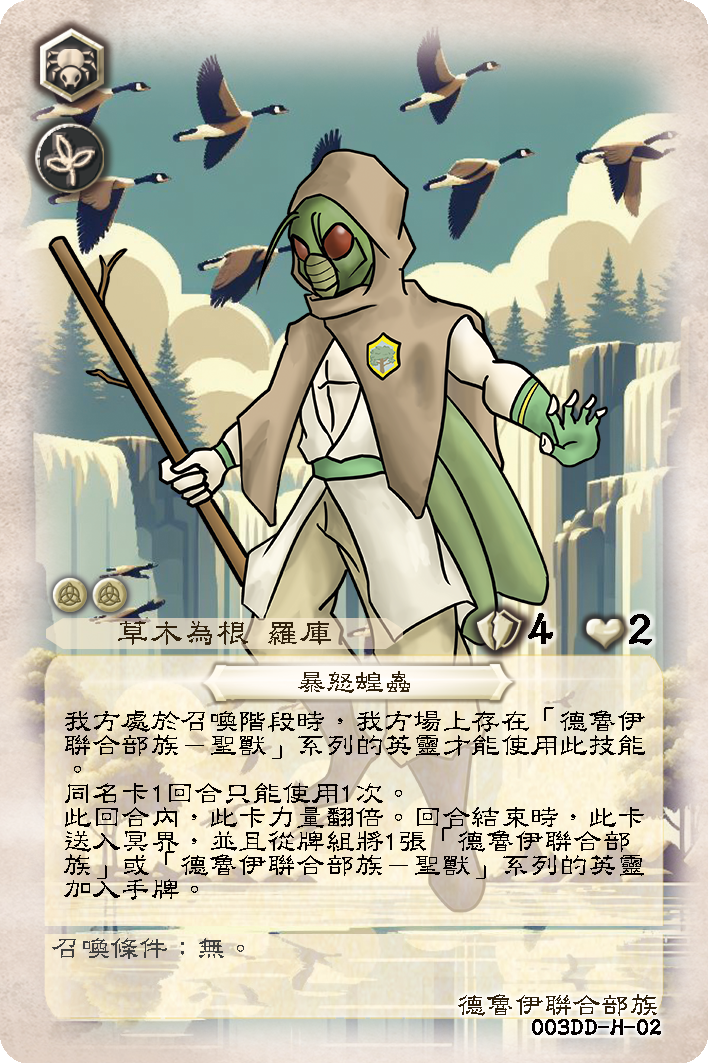 草木為根 羅庫
4
2
暴怒蝗蟲
我方處於召喚階段時，我方場上存在「德魯伊
聯合部族－聖獸」系列的英靈才能使用此技能
。
同名卡1回合只能使用1次。
此回合內，此卡力量翻倍。回合結束時，此卡
送入冥界，並且從牌組將1張「德魯伊聯合部
族」或「德魯伊聯合部族－聖獸」系列的英靈
加入手牌。
召喚條件：無。
德魯伊聯合部族
003DD-H-02